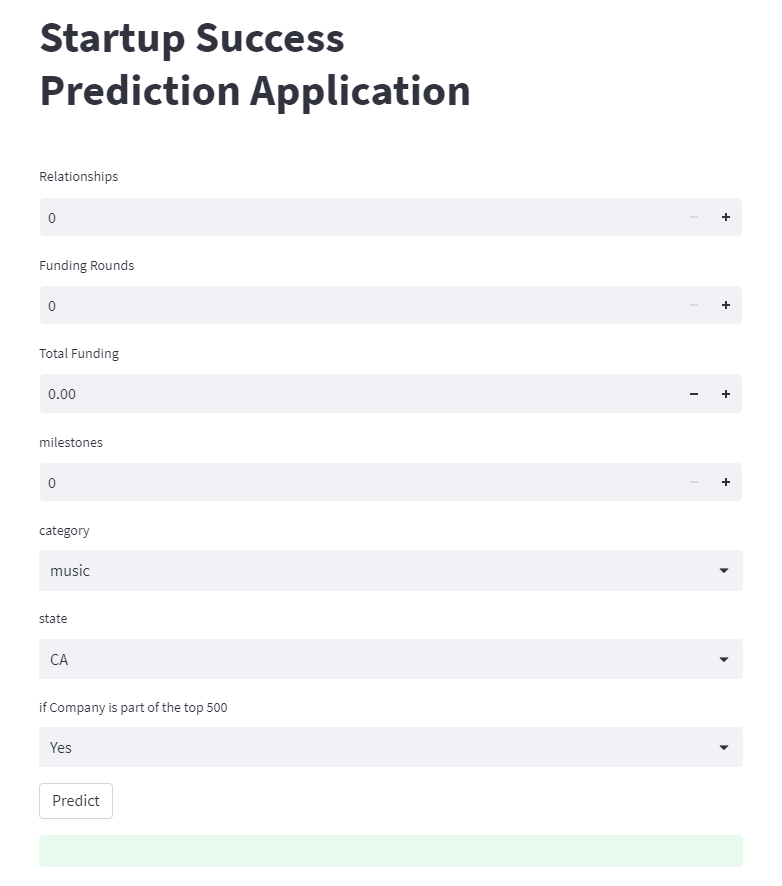 Startup Success
Prediction Application
Relationships
0
Funding Rounds
0
Total Funding
0.00
milestones
0
category
music
state
CA
if Company is part of the top 500
Yes
Predict